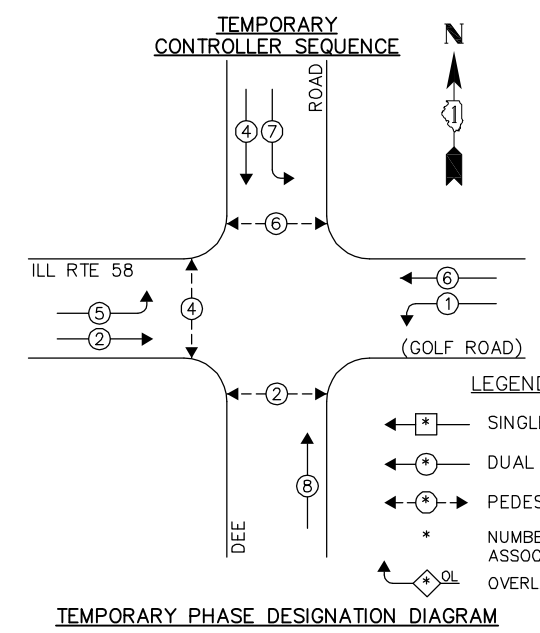 TEMPORARY
CONTROLLER SEQUENCE
N
ROAD
1
4 7
6
ILL RTE 58
5
2
4
6
1
(GOLF ROAD)
2
8
DEE
LEGEND
* SINGL
* DUAL
* PEDES
* NUMBE
ASSOC
* OL OVERL
TEMPORARY PHASE DESIGNATION DIAGRAM